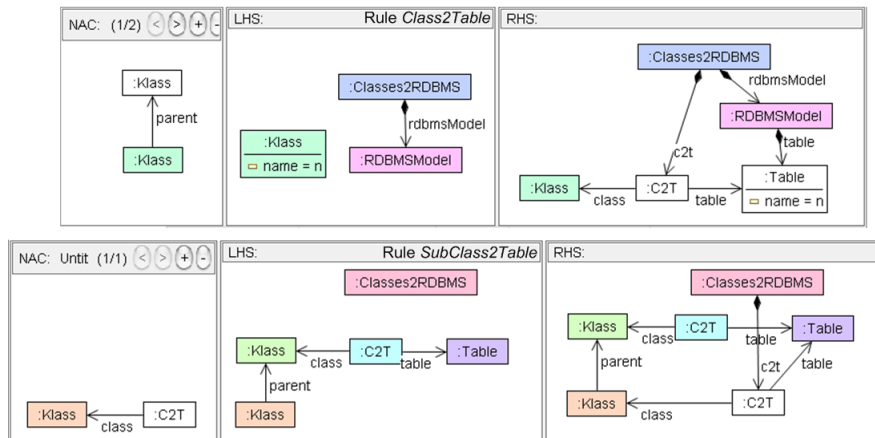 NAC: (1/2) < > + -
LHS: Rule Class2Table
RHS:
:Klass
parent
:Klass
:Classes2RDBMS
rdbmsModel
:Klass
name = n
:RDBMSModel
:Classes2RDBMS
rdbmsModel
:RDBMSModel
table
c2t
:Klass
class
:C2T
table
:Table
name = n
NAC: Untit (1/1) < > + -
LHS: Rule SubClass2Table
RHS:
:Klass
class
:C2T
:Classes2RDBMS
:Klass
class
:C2T
table
:Table
parent
:Klass
:Classes2RDBMS
:Klass
class
:C2T
table
:Table
parent
c2t
table
:Klass
class
:C2T